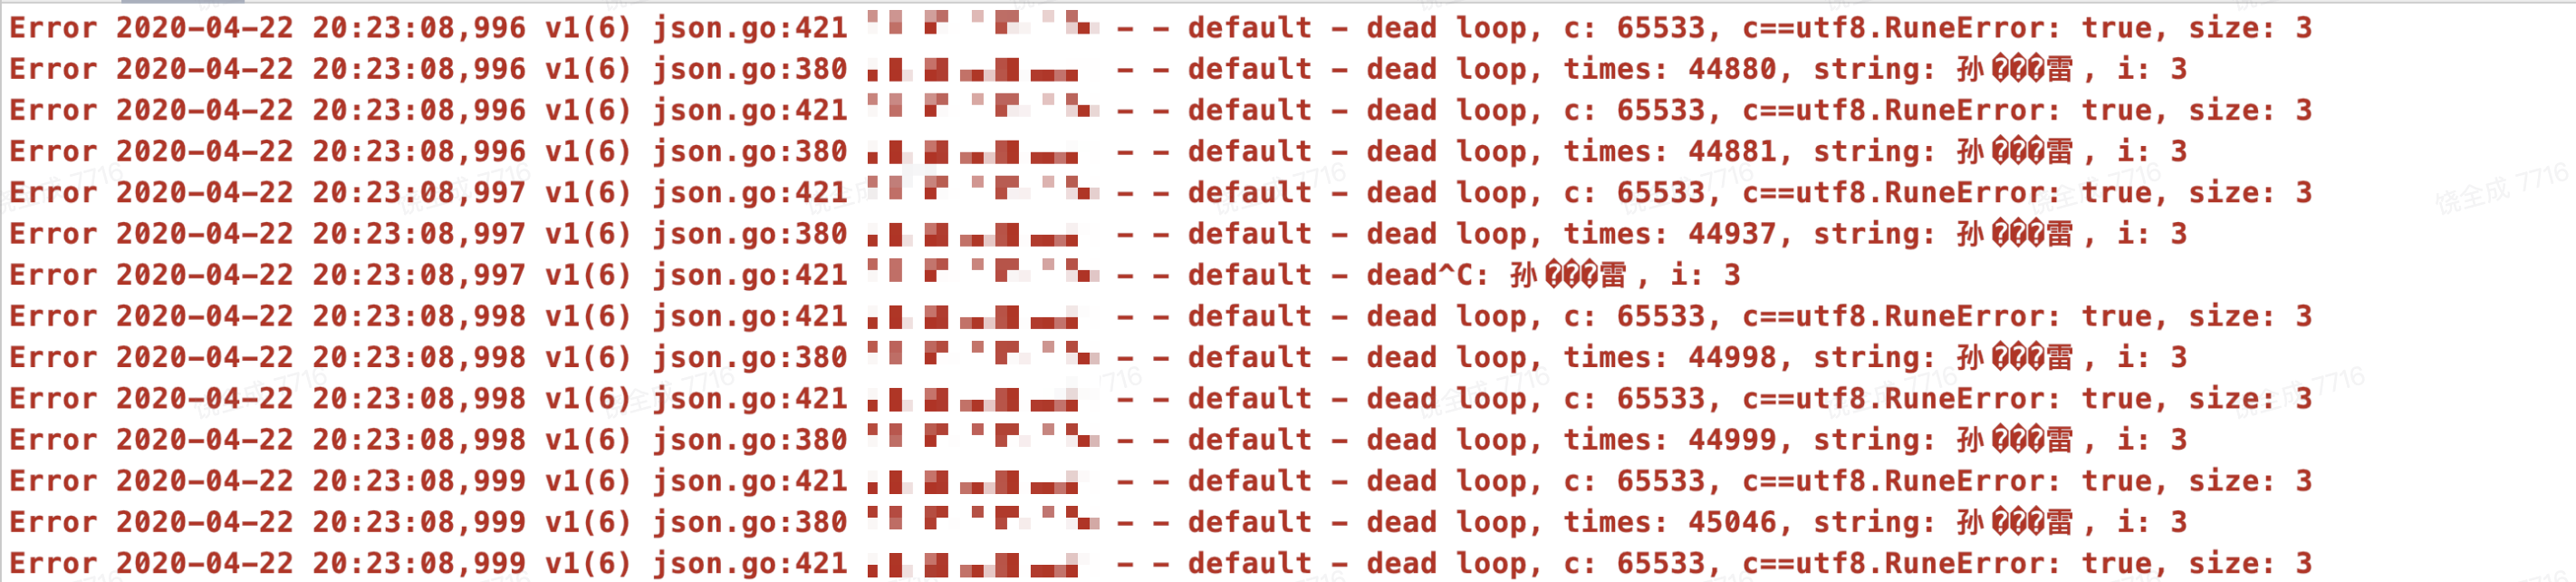 Error 2020-04-22 20:23:08,996 v1(6) json.go:421 - - default - dead loop, c: 65533, c==utf8.RuneError: true, size: 3
Error 2020-04-22 20:23:08,996 v1(6) json.go:380 - - default - dead loop, times: 44880, string: 孙���雷, i: 3
Error 2020-04-22 20:23:08,996 v1(6) json.go:421 - - default - dead loop, c: 65533, c==utf8.RuneError: true, size: 3
Error 2020-04-22 20:23:08,996 v1(6) json.go:380 - - default - dead loop, times: 44881, string: 孙���雷, i: 3
Error 2020-04-22 20:23:08,997 v1(6) json.go:421 - - default - dead loop, c: 65533, c==utf8.RuneError: true, size: 3
Error 2020-04-22 20:23:08,997 v1(6) json.go:380 - - default - dead loop, times: 44937, string: 孙���雷, i: 3
Error 2020-04-22 20:23:08,997 v1(6) json.go:421 - - default - dead^C: 孙���雷, i: 3
Error 2020-04-22 20:23:08,998 v1(6) json.go:421 - - default - dead loop, c: 65533, c==utf8.RuneError: true, size: 3
Error 2020-04-22 20:23:08,998 v1(6) json.go:380 - - default - dead loop, times: 44998, string: 孙���雷, i: 3
Error 2020-04-22 20:23:08,998 v1(6) json.go:421 - - default - dead loop, c: 65533, c==utf8.RuneError: true, size: 3
Error 2020-04-22 20:23:08,998 v1(6) json.go:380 - - default - dead loop, times: 44999, string: 孙���雷, i: 3
Error 2020-04-22 20:23:08,999 v1(6) json.go:421 - - default - dead loop, c: 65533, c==utf8.RuneError: true, size: 3
Error 2020-04-22 20:23:08,999 v1(6) json.go:380 - - default - dead loop, times: 45046, string: 孙���雷, i: 3
Error 2020-04-22 20:23:08,999 v1(6) json.go:421 - - default - dead loop, c: 65533, c==utf8.RuneError: true, size: 3
饶全成 7716